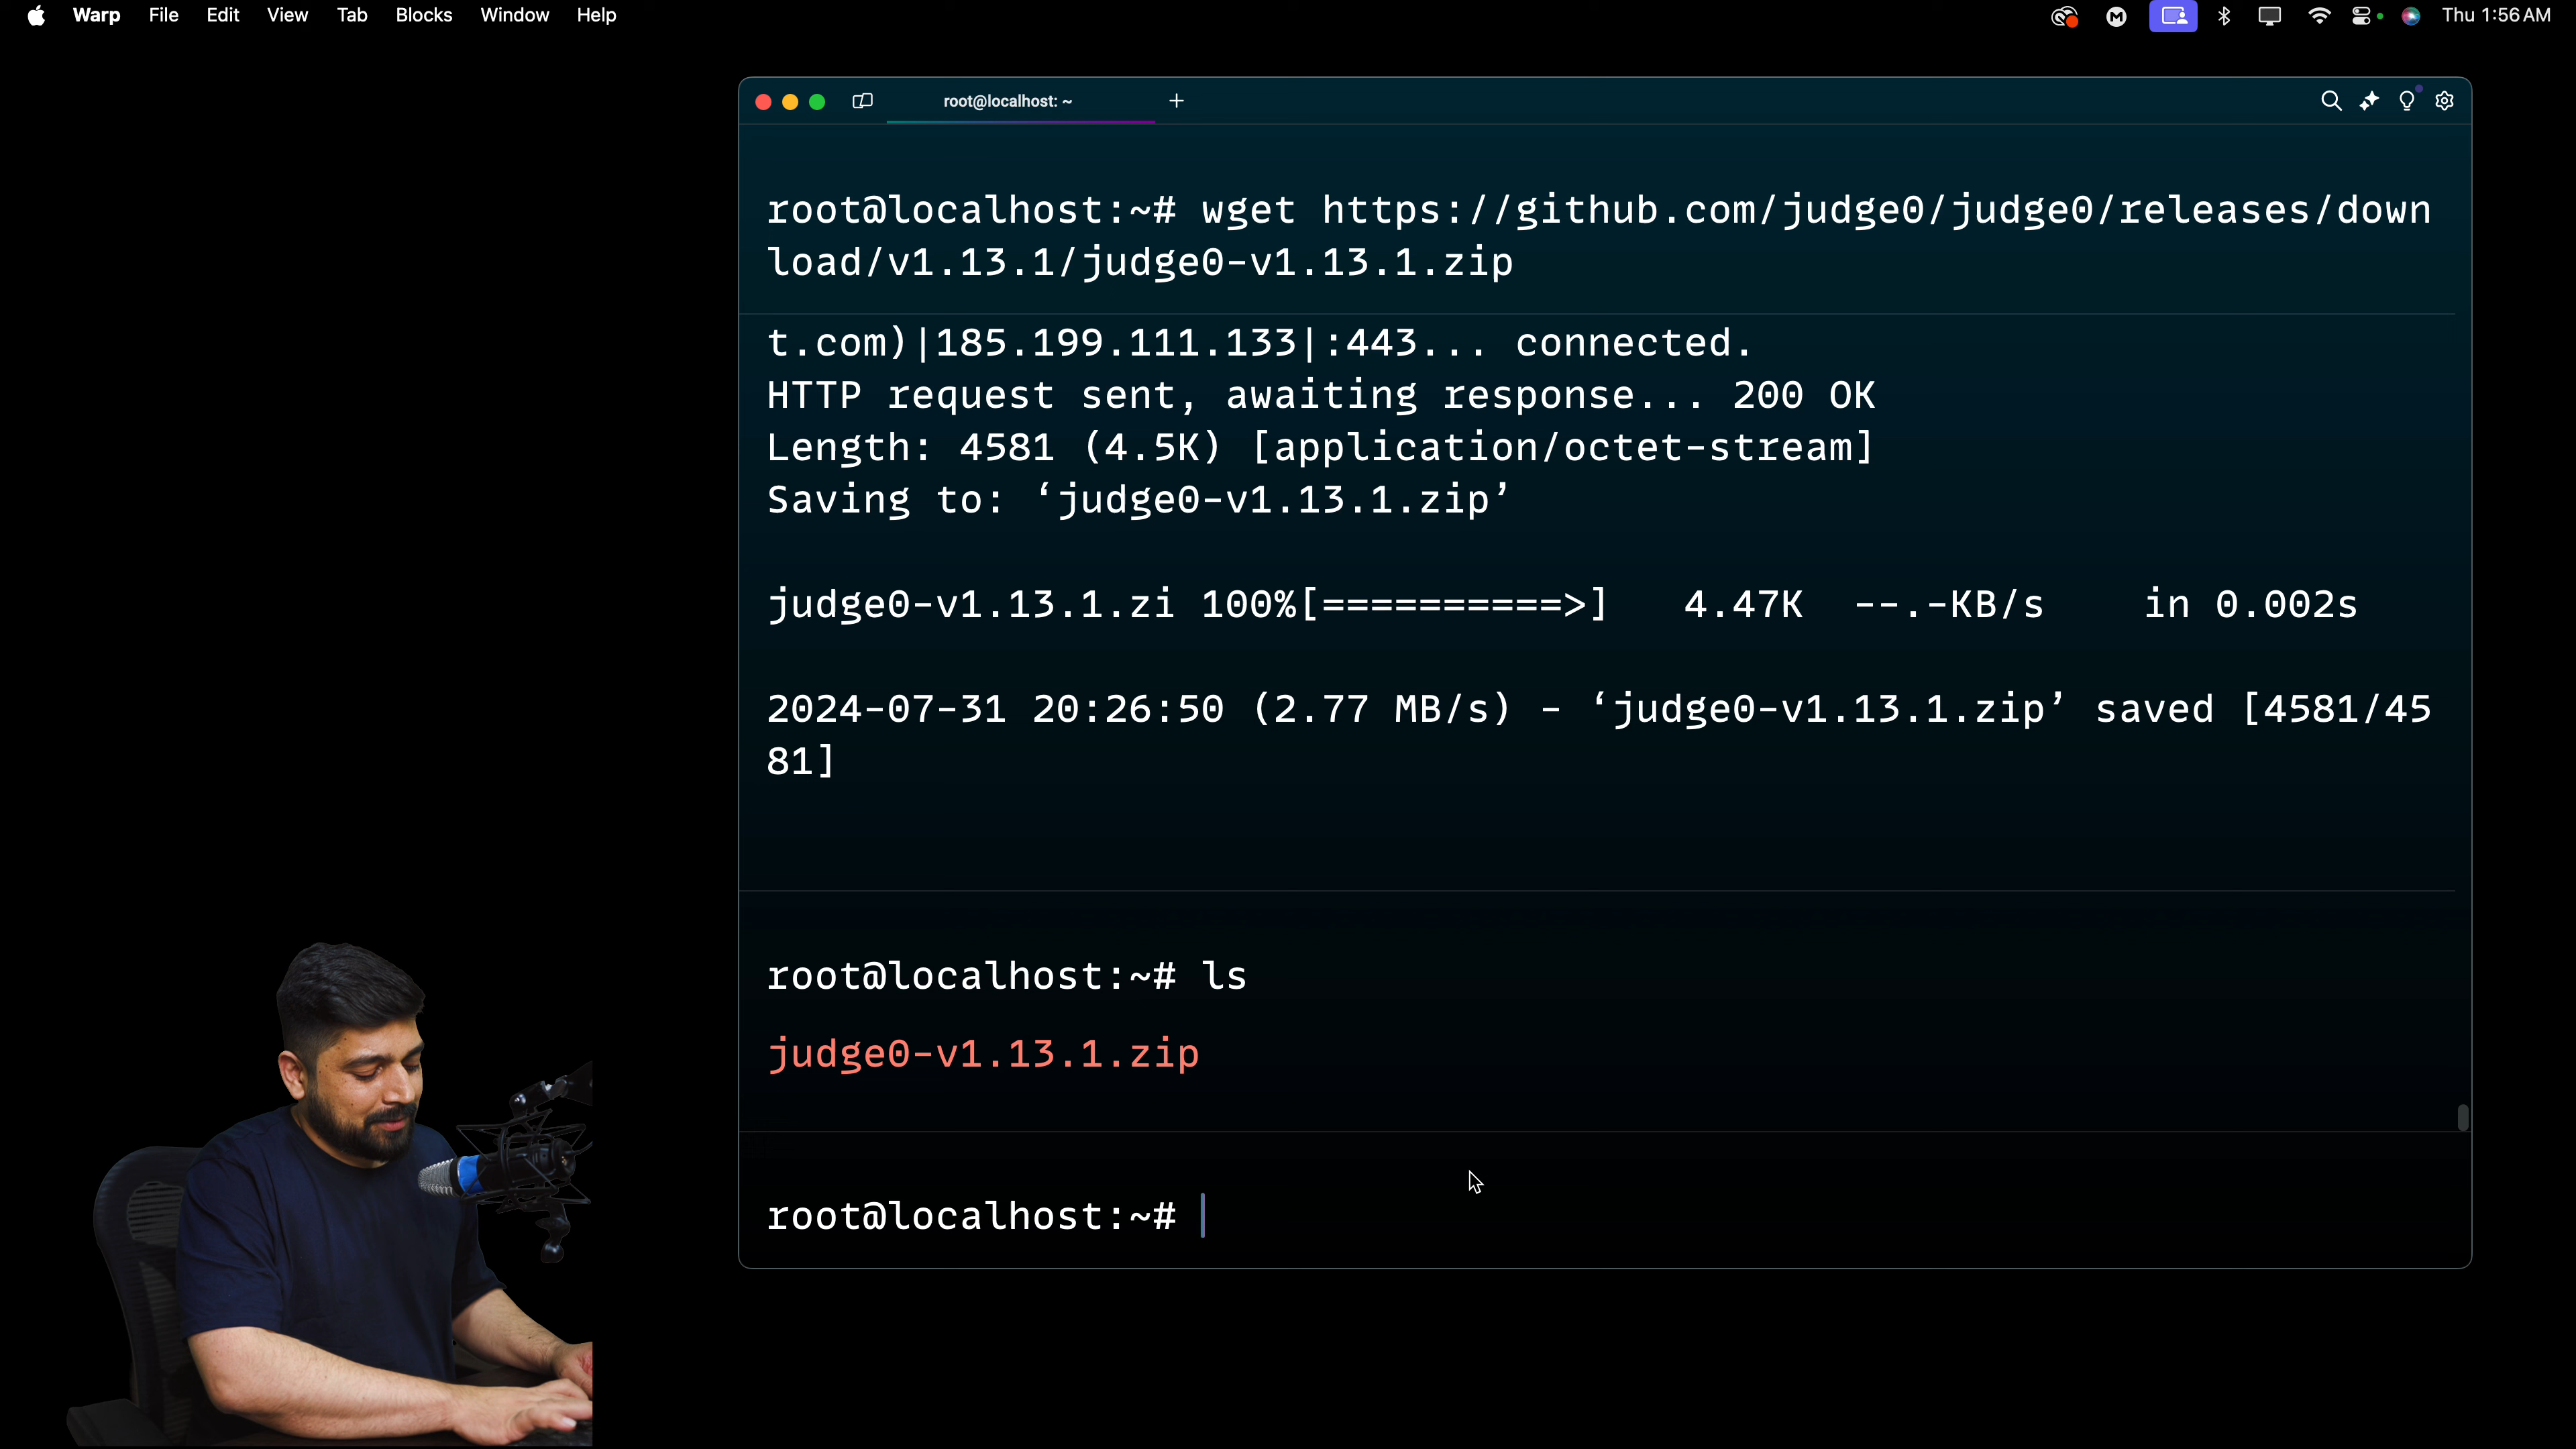 Warp File Edit View Tab Blocks Window Help Thu 1:56 AM
root@localhost: ~
root@localhost:~# wget https://github.com/judge0/judge0/releases/down
load/v1.13.1/judge0-v1.13.1.zip
t.com)|185.199.111.133|:443... connected.
HTTP request sent, awaiting response... 200 OK
Length: 4581 (4.5K) [application/octet-stream]
Saving to: ‘judge0-v1.13.1.zip’
judge0-v1.13.1.zi 100%[==========>] 4.47K --.-KB/s in 0.002s
2024-07-31 20:26:50 (2.77 MB/s) - ‘judge0-v1.13.1.zip’ saved [4581/45
81]
root@localhost:~# ls
judge0-v1.13.1.zip
root@localhost:~#